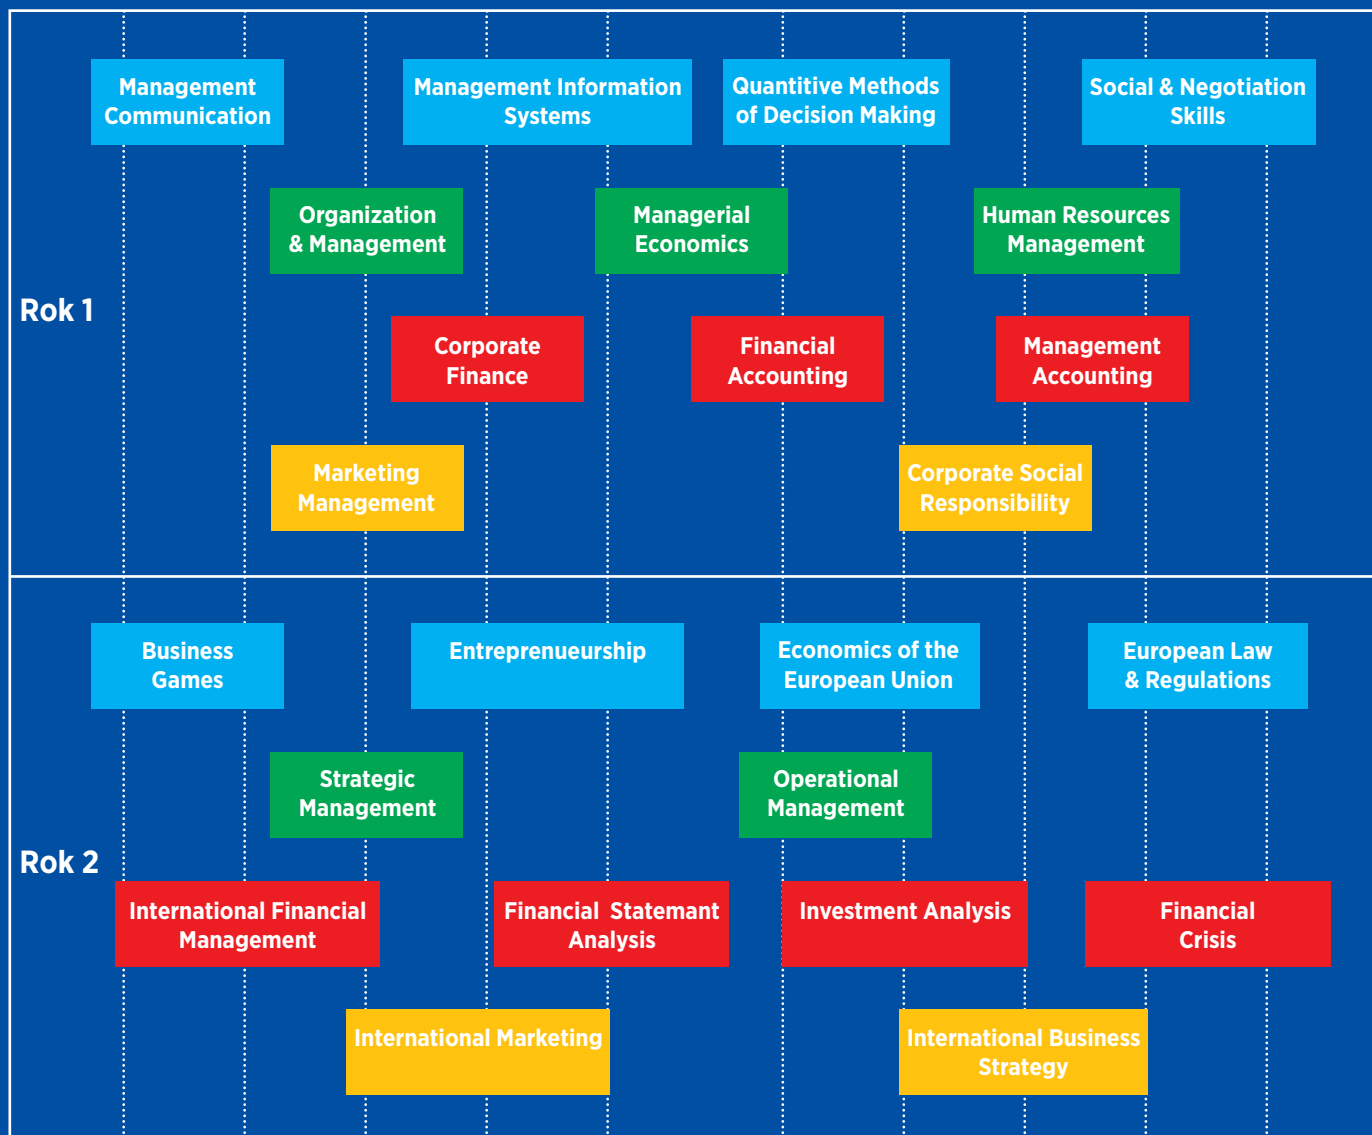 Management
Communication
Management Information
Systems
Quantitive Methods
of Decision Making
Social & Negotiation
Skills
Organization
& Management
Managerial
Economics
Human Resources
Management
Rok 1
Corporate
Finance
Financial
Accounting
Management
Accounting
Marketing
Management
Corporate Social
Responsibility
Business
Games
Entreprenueurship
Economics of the
European Union
European Law
& Regulations
Strategic
Management
Operational
Management
Rok 2
International Financial
Management
Financial Statemant
Analysis
Investment Analysis
Financial
Crisis
International Marketing
International Business
Strategy